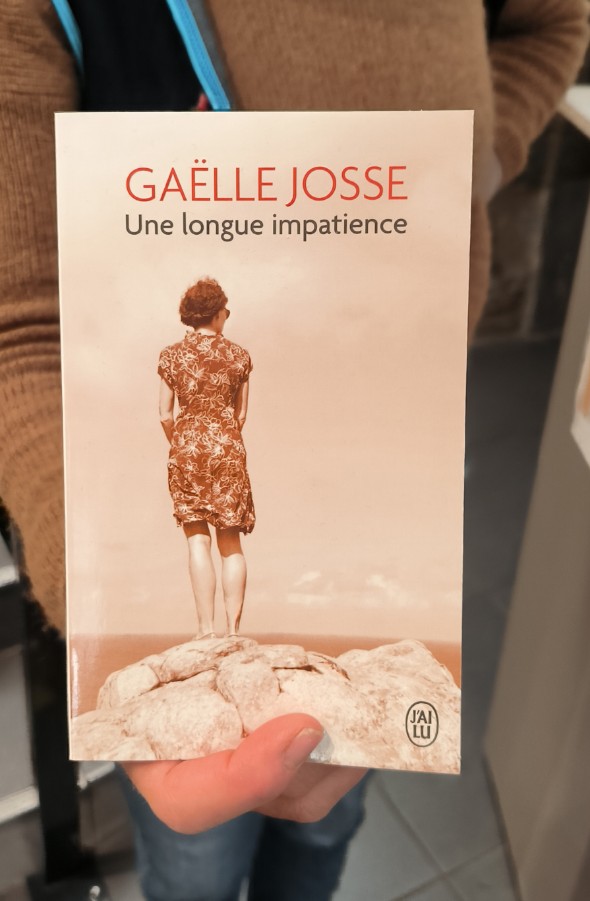 GAËLLE JOSSE
Une longue impatience
J'AI
LU